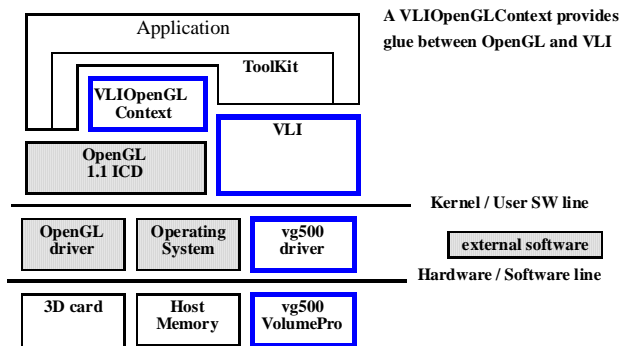 Application
A VLIOpenGLContext provides
glue between OpenGL and VLI
ToolKit
VLIOpenGL
Context
VLI
OpenGL
1.1 ICD
Kernel / User SW line
OpenGL
driver
Operating
System
vg500
driver
external software
Hardware / Software line
3D card
Host
Memory
vg500
VolumePro